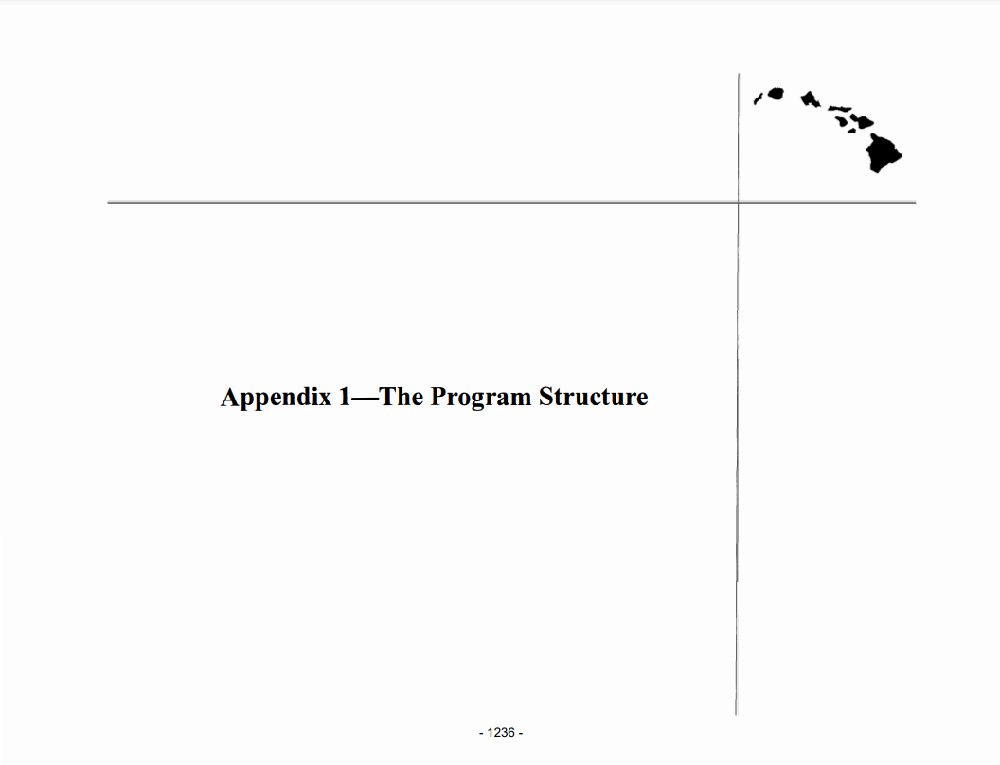 Appendix 1—The Program Structure
- 1236 -